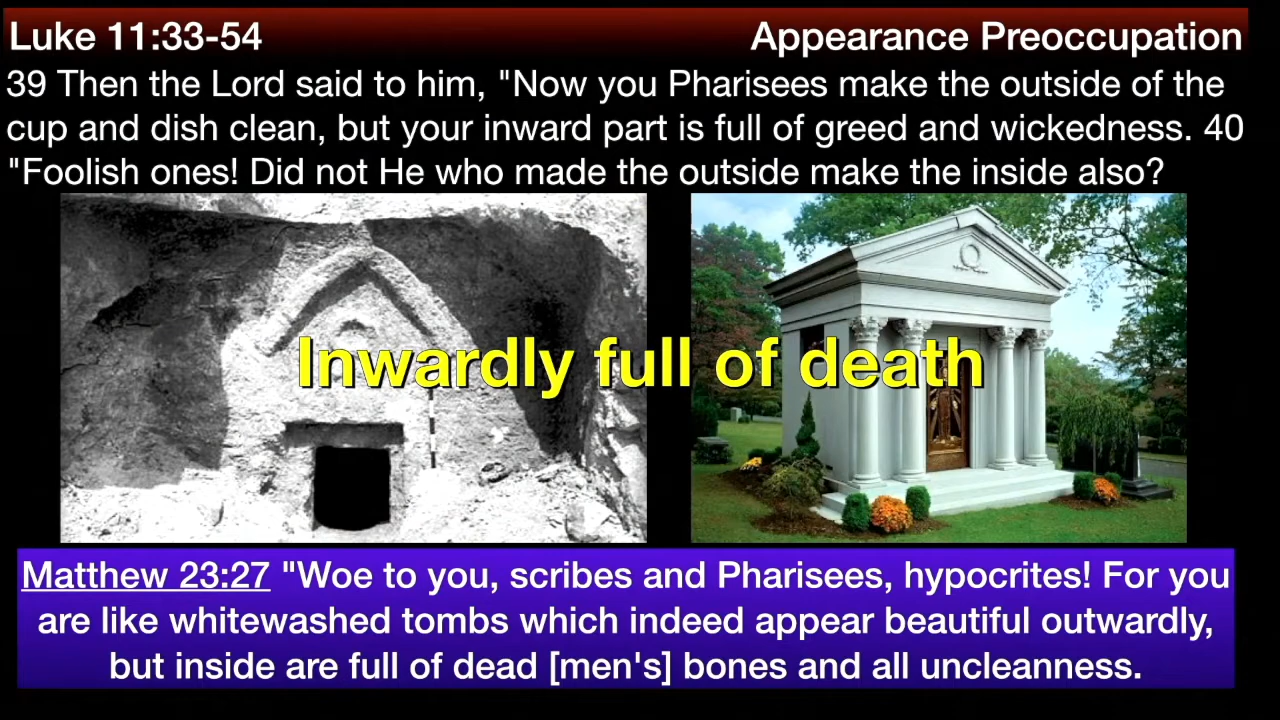 Luke 11:33-54 Appearance Preoccupation
39 Then the Lord said to him, "Now you Pharisees make the outside of the
cup and dish clean, but your inward part is full of greed and wickedness. 40
"Foolish ones! Did not He who made the outside make the inside also?
Inwardly full of death
Matthew 23:27 "Woe to you, scribes and Pharisees, hypocrites! For you
are like whitewashed tombs which indeed appear beautiful outwardly,
but inside are full of dead [men's] bones and all uncleanness.